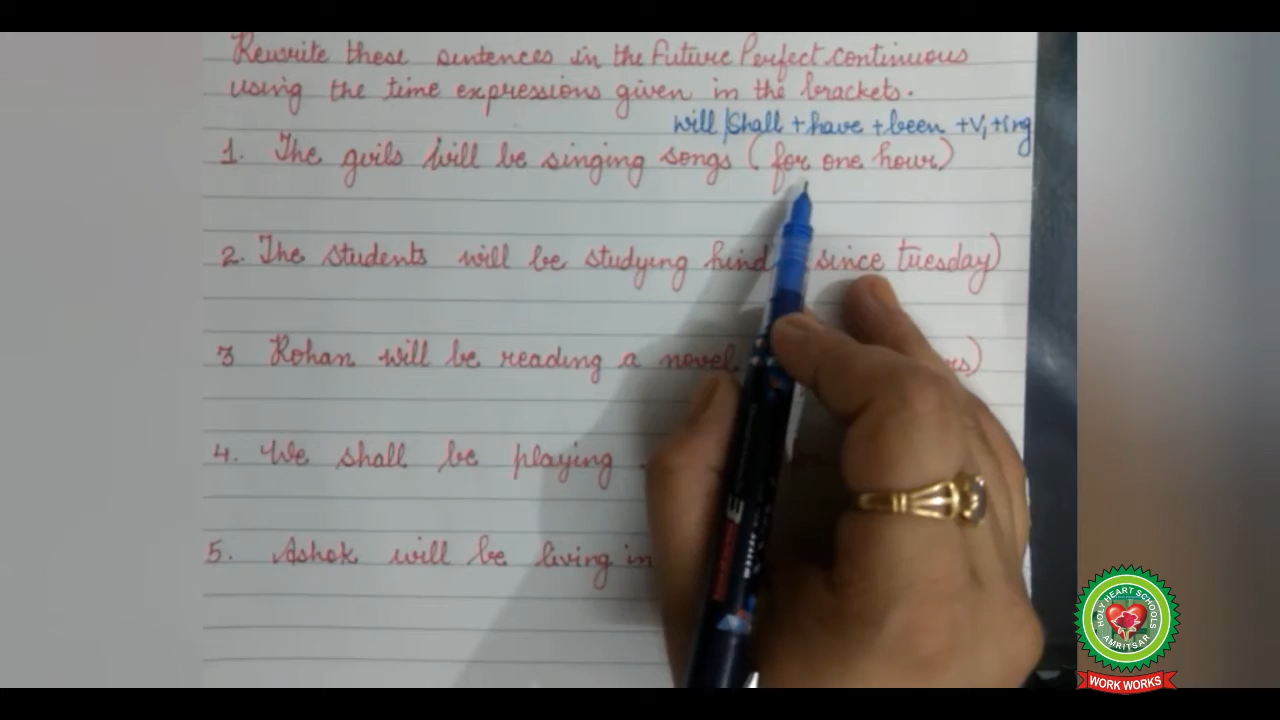 Rewrite these sentences in the Future Perfect continuous
using the time expressions given in the brackets.
will/Shall + have + been + V1 + ing
1. The girls will be singing songs (for one hour)
2. The students will be studying hind since tuesday)
3 Rohan will be reading a novel
4. We shall be playing
5. Ashok will be living in
HOLY HEART SCHOOLS
AMRITSAR
WORK WORKS